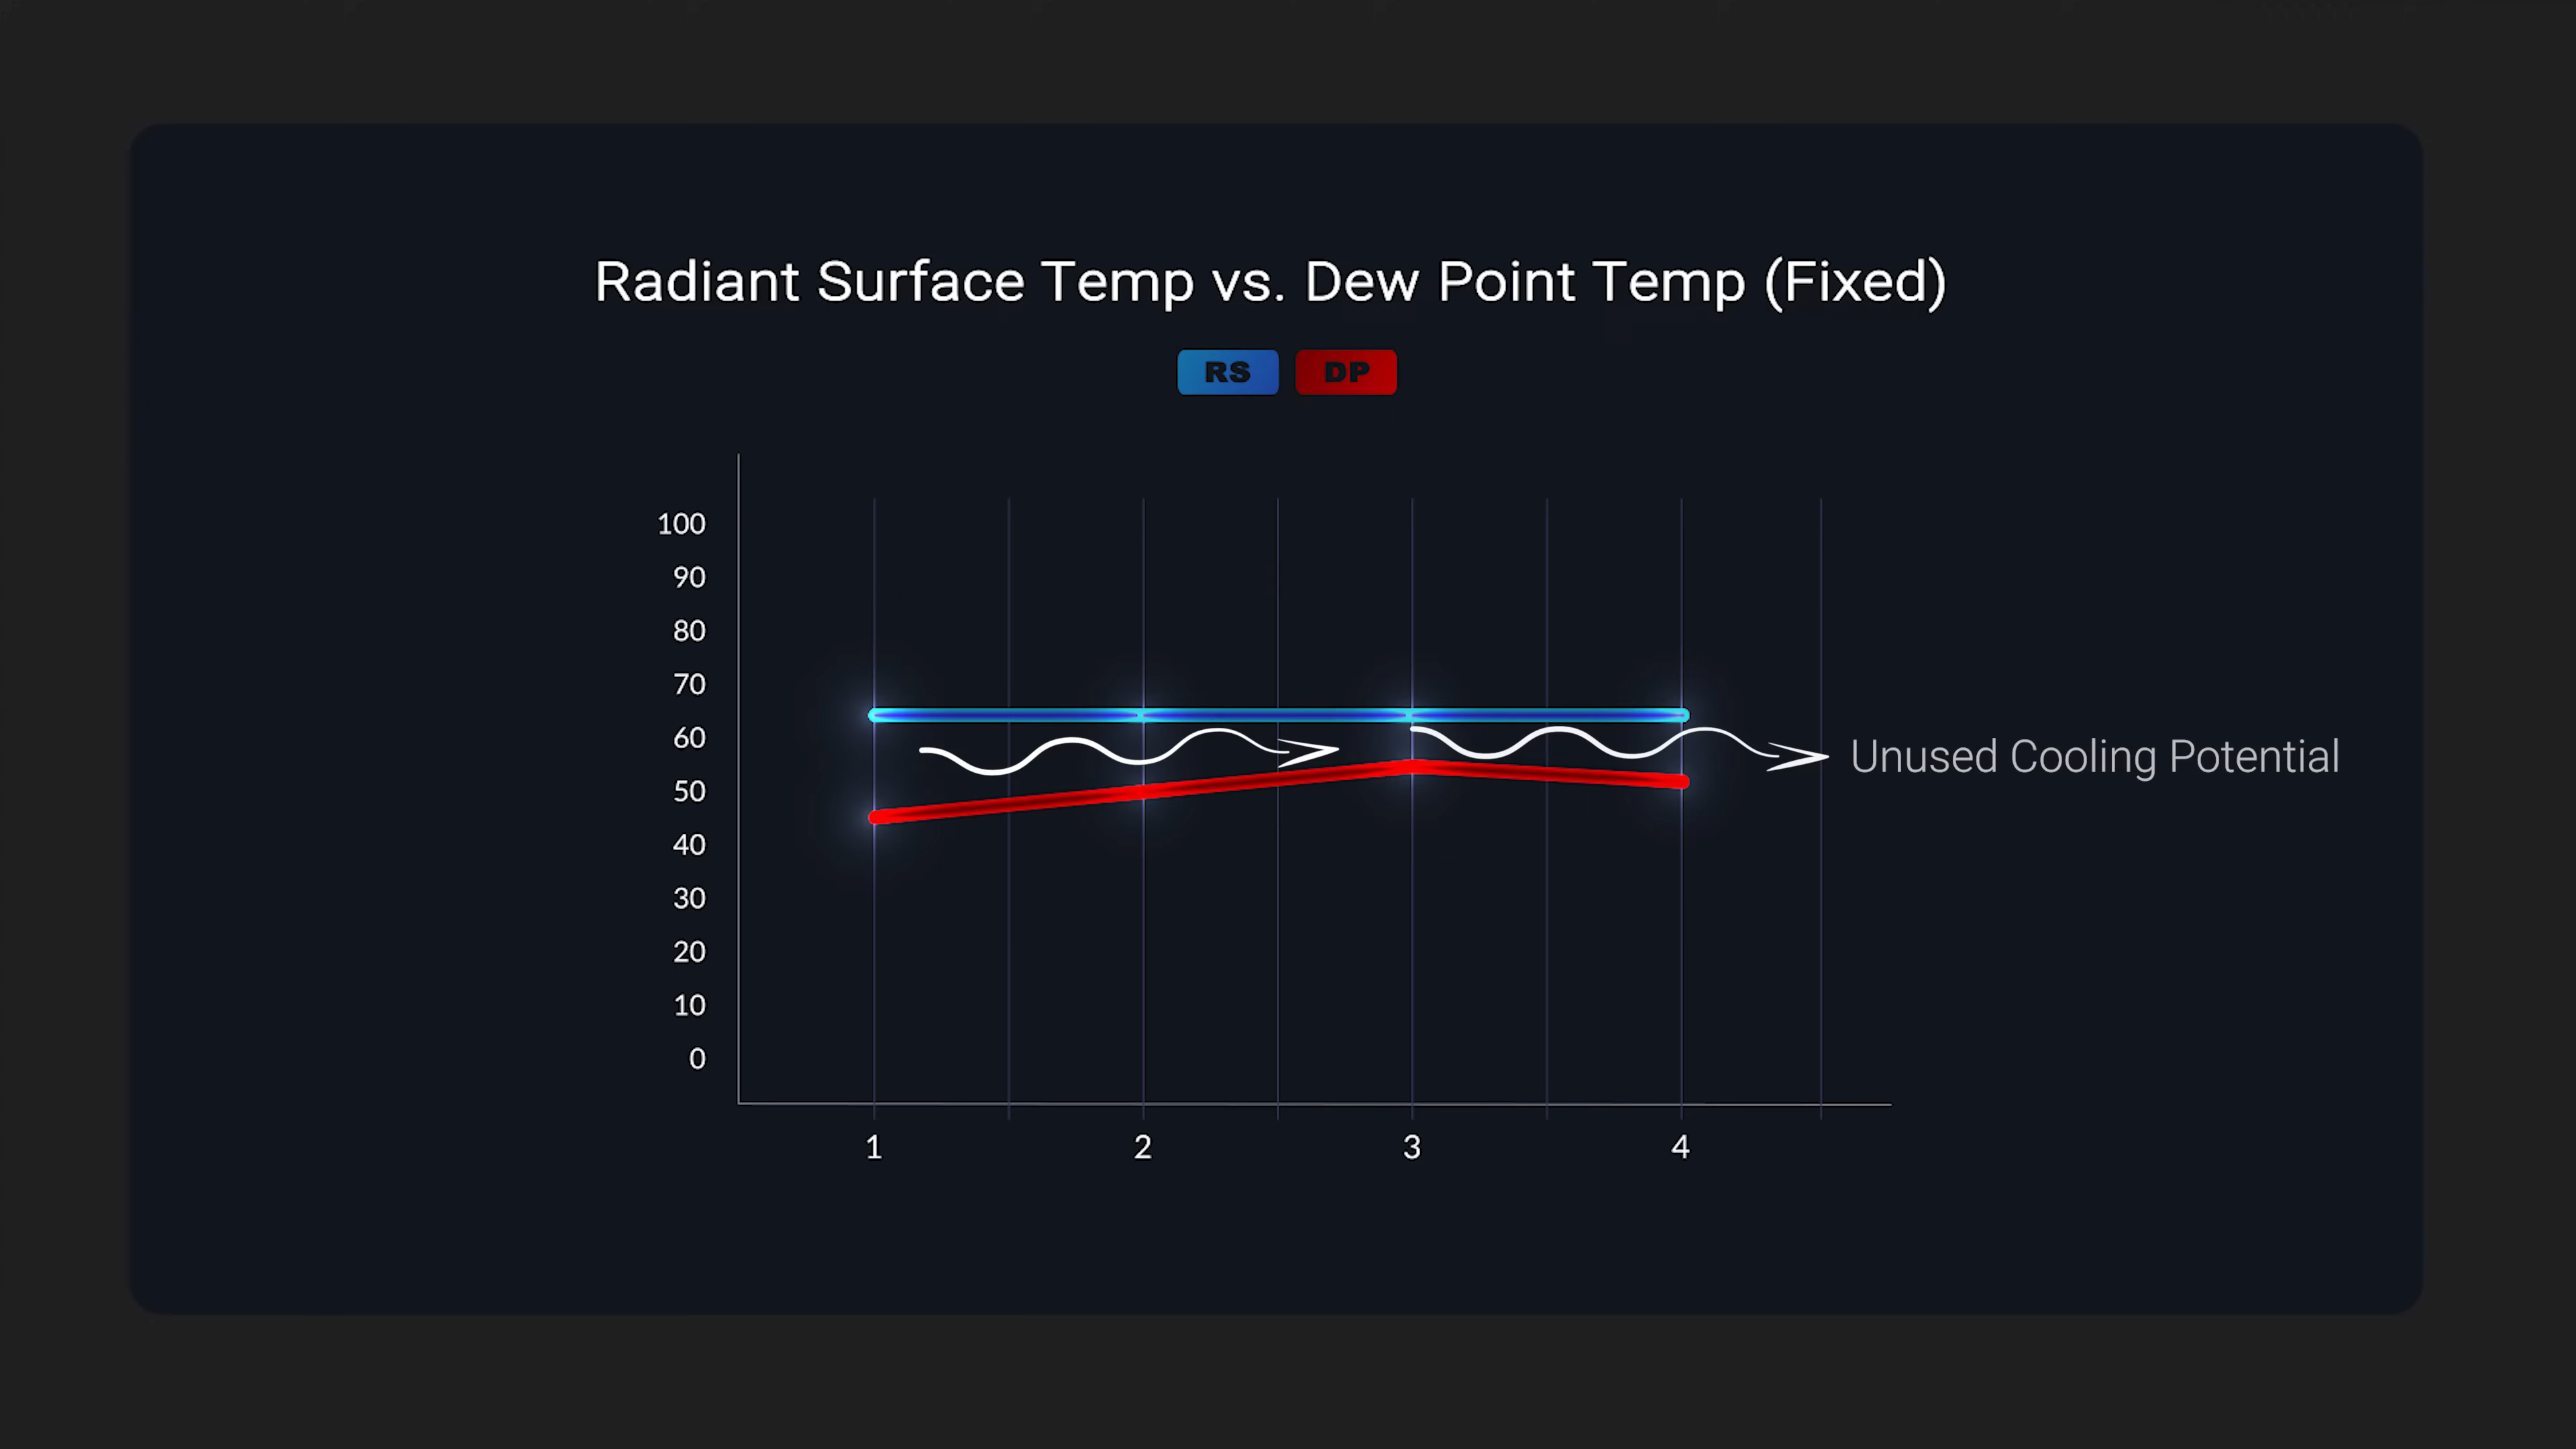 Radiant Surface Temp vs. Dew Point Temp (Fixed)
RS DP
100
90
80
70
60
50
40
30
20
10
0
Unused Cooling Potential
1 2 3 4